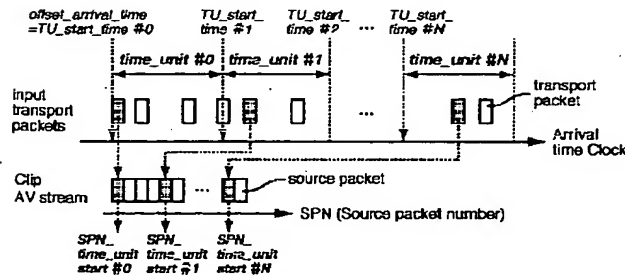 offset_arrival_time
=TU_start_time #0
TU_start_
time #1
TU_start_
time #2
TU_start_
time #N
time_unit #0
time_unit #1
time_unit #N
input
transport
packets
...
transport
packet
Arrival
time Clock
Clip
AV stream
...
source packet
SPN (Source packet number)
SPN_
time_unit
start #0
SPN_
time_unit
start #1
SPN_
time_unit
start #N